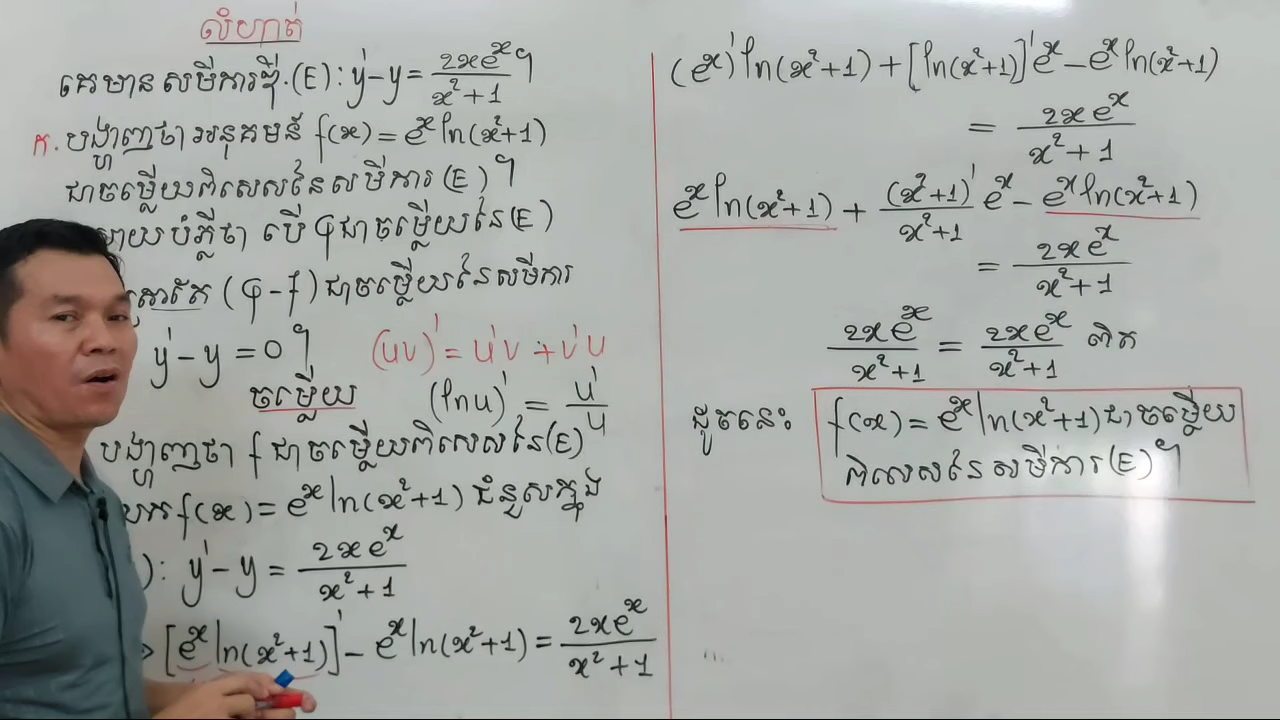 លំហាត់
គេមានសមីការឌី.(E): y' - y = 2xeˣ/(x²+1) ។
ក. បង្ហាញថា អនុគមន៍ f(x) = eˣ ln(x²+1)
ជាចម្លើយពិសេសនៃសមីការ (E) ។
បំភ្លឺថា បើ φ ជាចម្លើយនៃ (E)
(φ - f) ជាចម្លើយនៃសមីការ
y' - y = 0 ។ (uv)' = u'v + v'u
ចម្លើយ (lnu)' = u'/u
បង្ហាញថា f ជាចម្លើយពិសេសនៃ (E)
f(x) = eˣ ln(x²+1) ជំនួសក្នុង
): y' - y = 2xeˣ/(x²+1)
[eˣ ln(x²+1)]' - eˣ ln(x²+1) = 2xeˣ/(x²+1)
(eˣ)' ln(x²+1) + [ln(x²+1)]' eˣ - eˣ ln(x²+1)
= 2xeˣ/(x²+1)
eˣ ln(x²+1) + (x²+1)'/(x²+1) eˣ - eˣ ln(x²+1)
= 2xeˣ/(x²+1)
2xeˣ/(x²+1) = 2xeˣ/(x²+1) ពិត
ដូចនេះ f(x) = eˣ ln(x²+1) ជាចម្លើយ
ពិសេសនៃសមីការ (E) ។